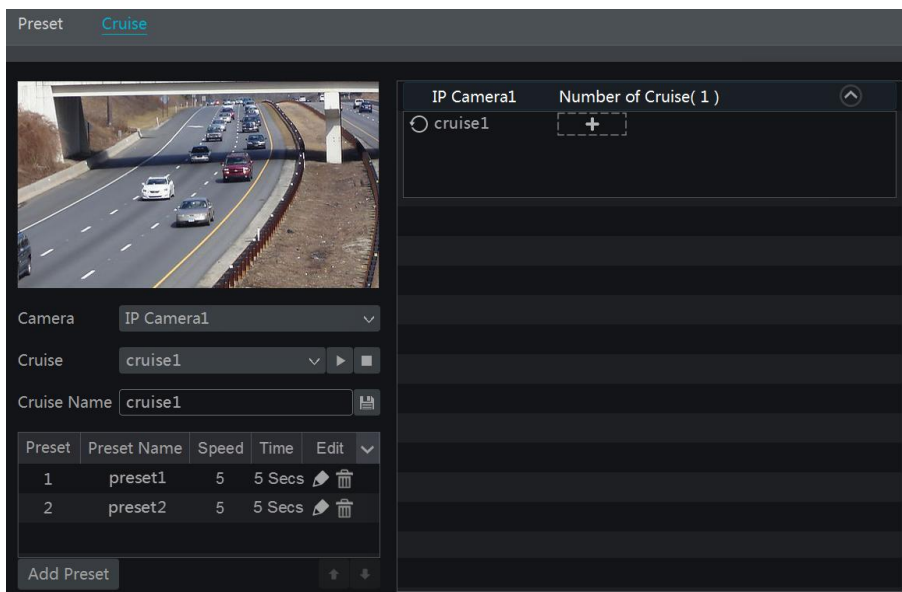 Preset Cruise
IP Camera1 Number of Cruise( 1 )
cruise1 +
Camera IP Camera1
Cruise cruise1
Cruise Name cruise1
Preset Preset Name Speed Time Edit
1 preset1 5 5 Secs
2 preset2 5 5 Secs
Add Preset